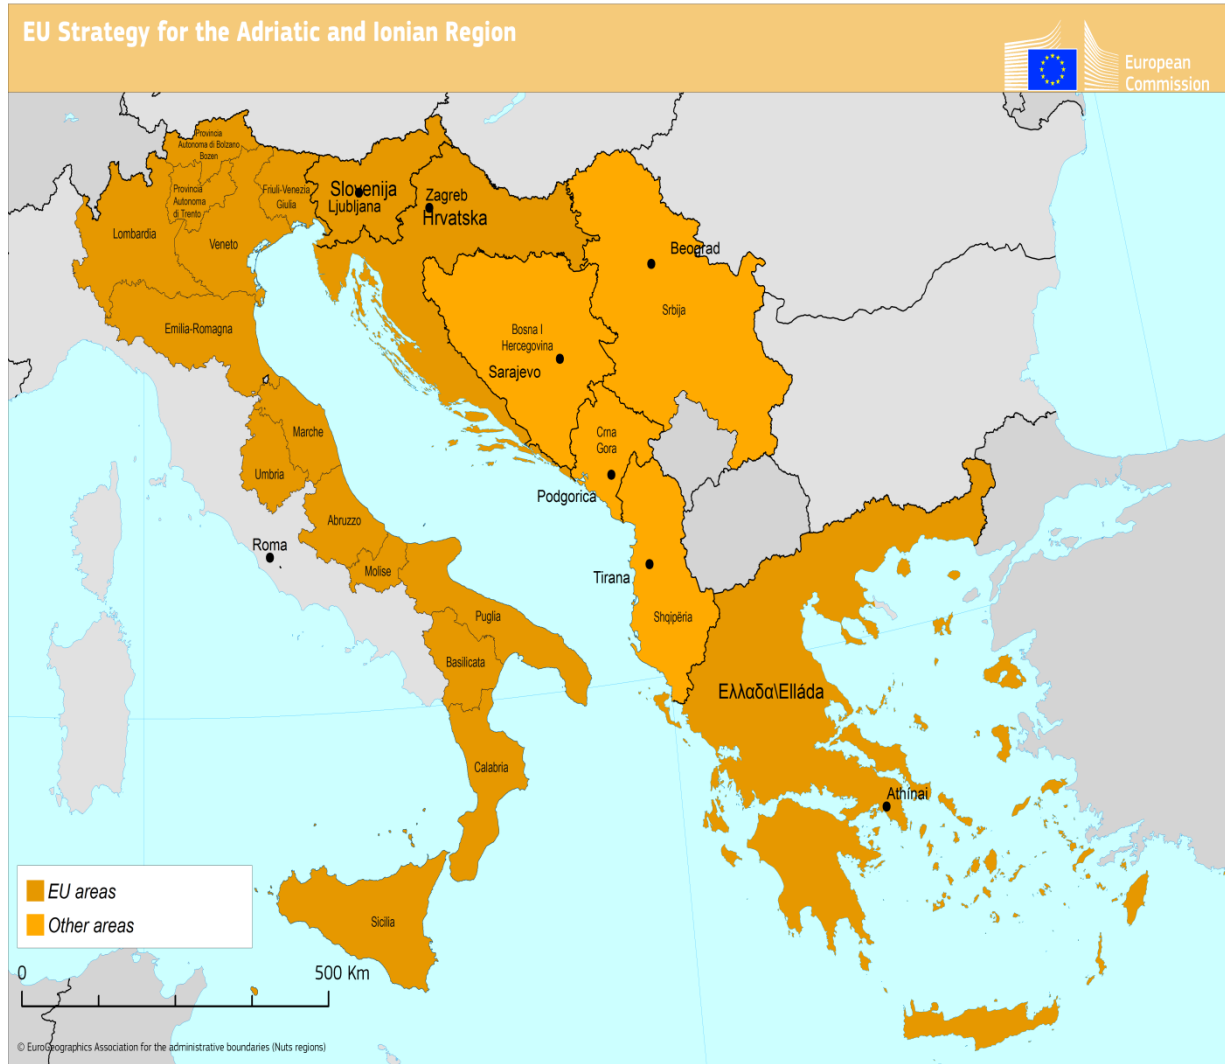 EU Strategy for the Adriatic and Ionian Region
European
Commission
Provincia
Autonoma di Bolzano
Bozen
Provincia
Autonoma
di Trento
Friuli-Venezia
Giulia
Slovenija
Ljubljana
Zagreb
Hrvatska
Lombardia
Veneto
Beograd
Emilia-Romagna
Srbija
Bosna I
Hercegovina
Sarajevo
Marche
Crna
Gora
Umbria
Podgorica
Abruzzo
Roma
Molise
Tirana
Puglia
Shqipëria
Basilicata
Ελλαδα\Elláda
Calabria
Athínai
Sicilia
EU areas
Other areas
0 500 Km
© EuroGeographics Association for the administrative boundaries (Nuts regions)